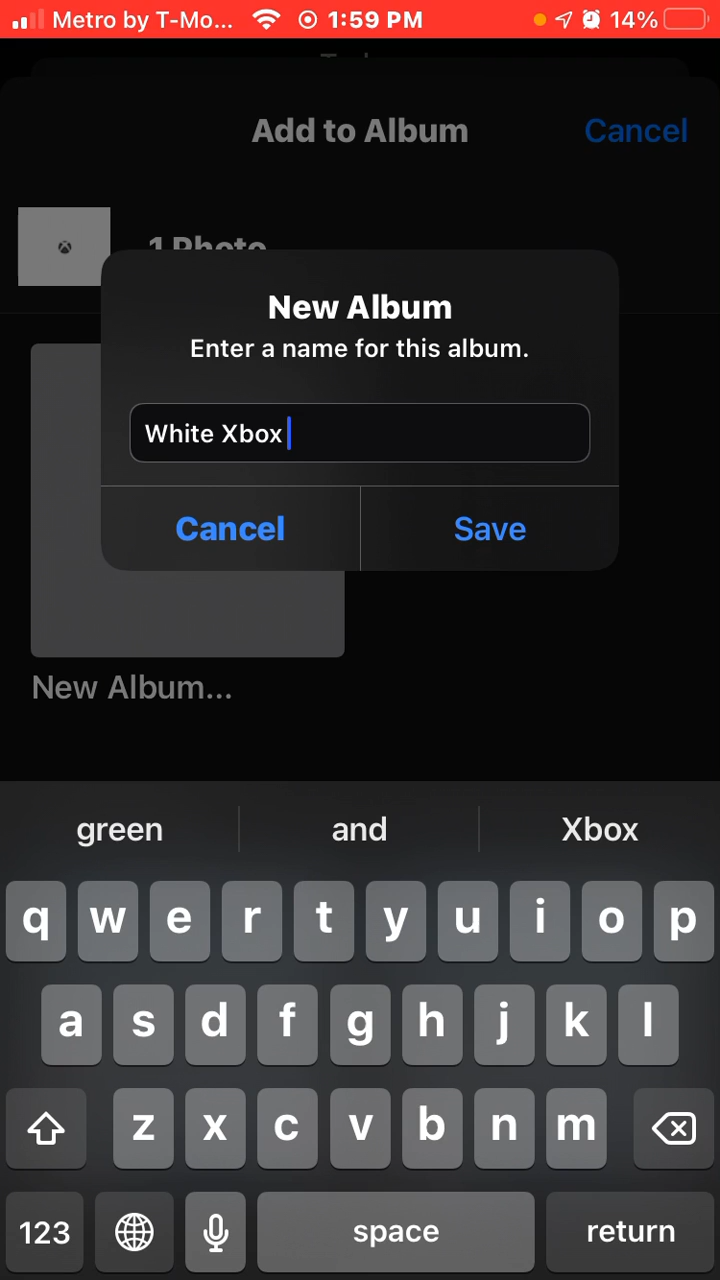 Metro by T-Mo... 1:59 PM 14%
Add to Album Cancel
1 Photo
New Album
Enter a name for this album.
White Xbox
Cancel Save
New Album...
green and Xbox
q w e r t y u i o p
a s d f g h j k l
z x c v b n m
123 space return